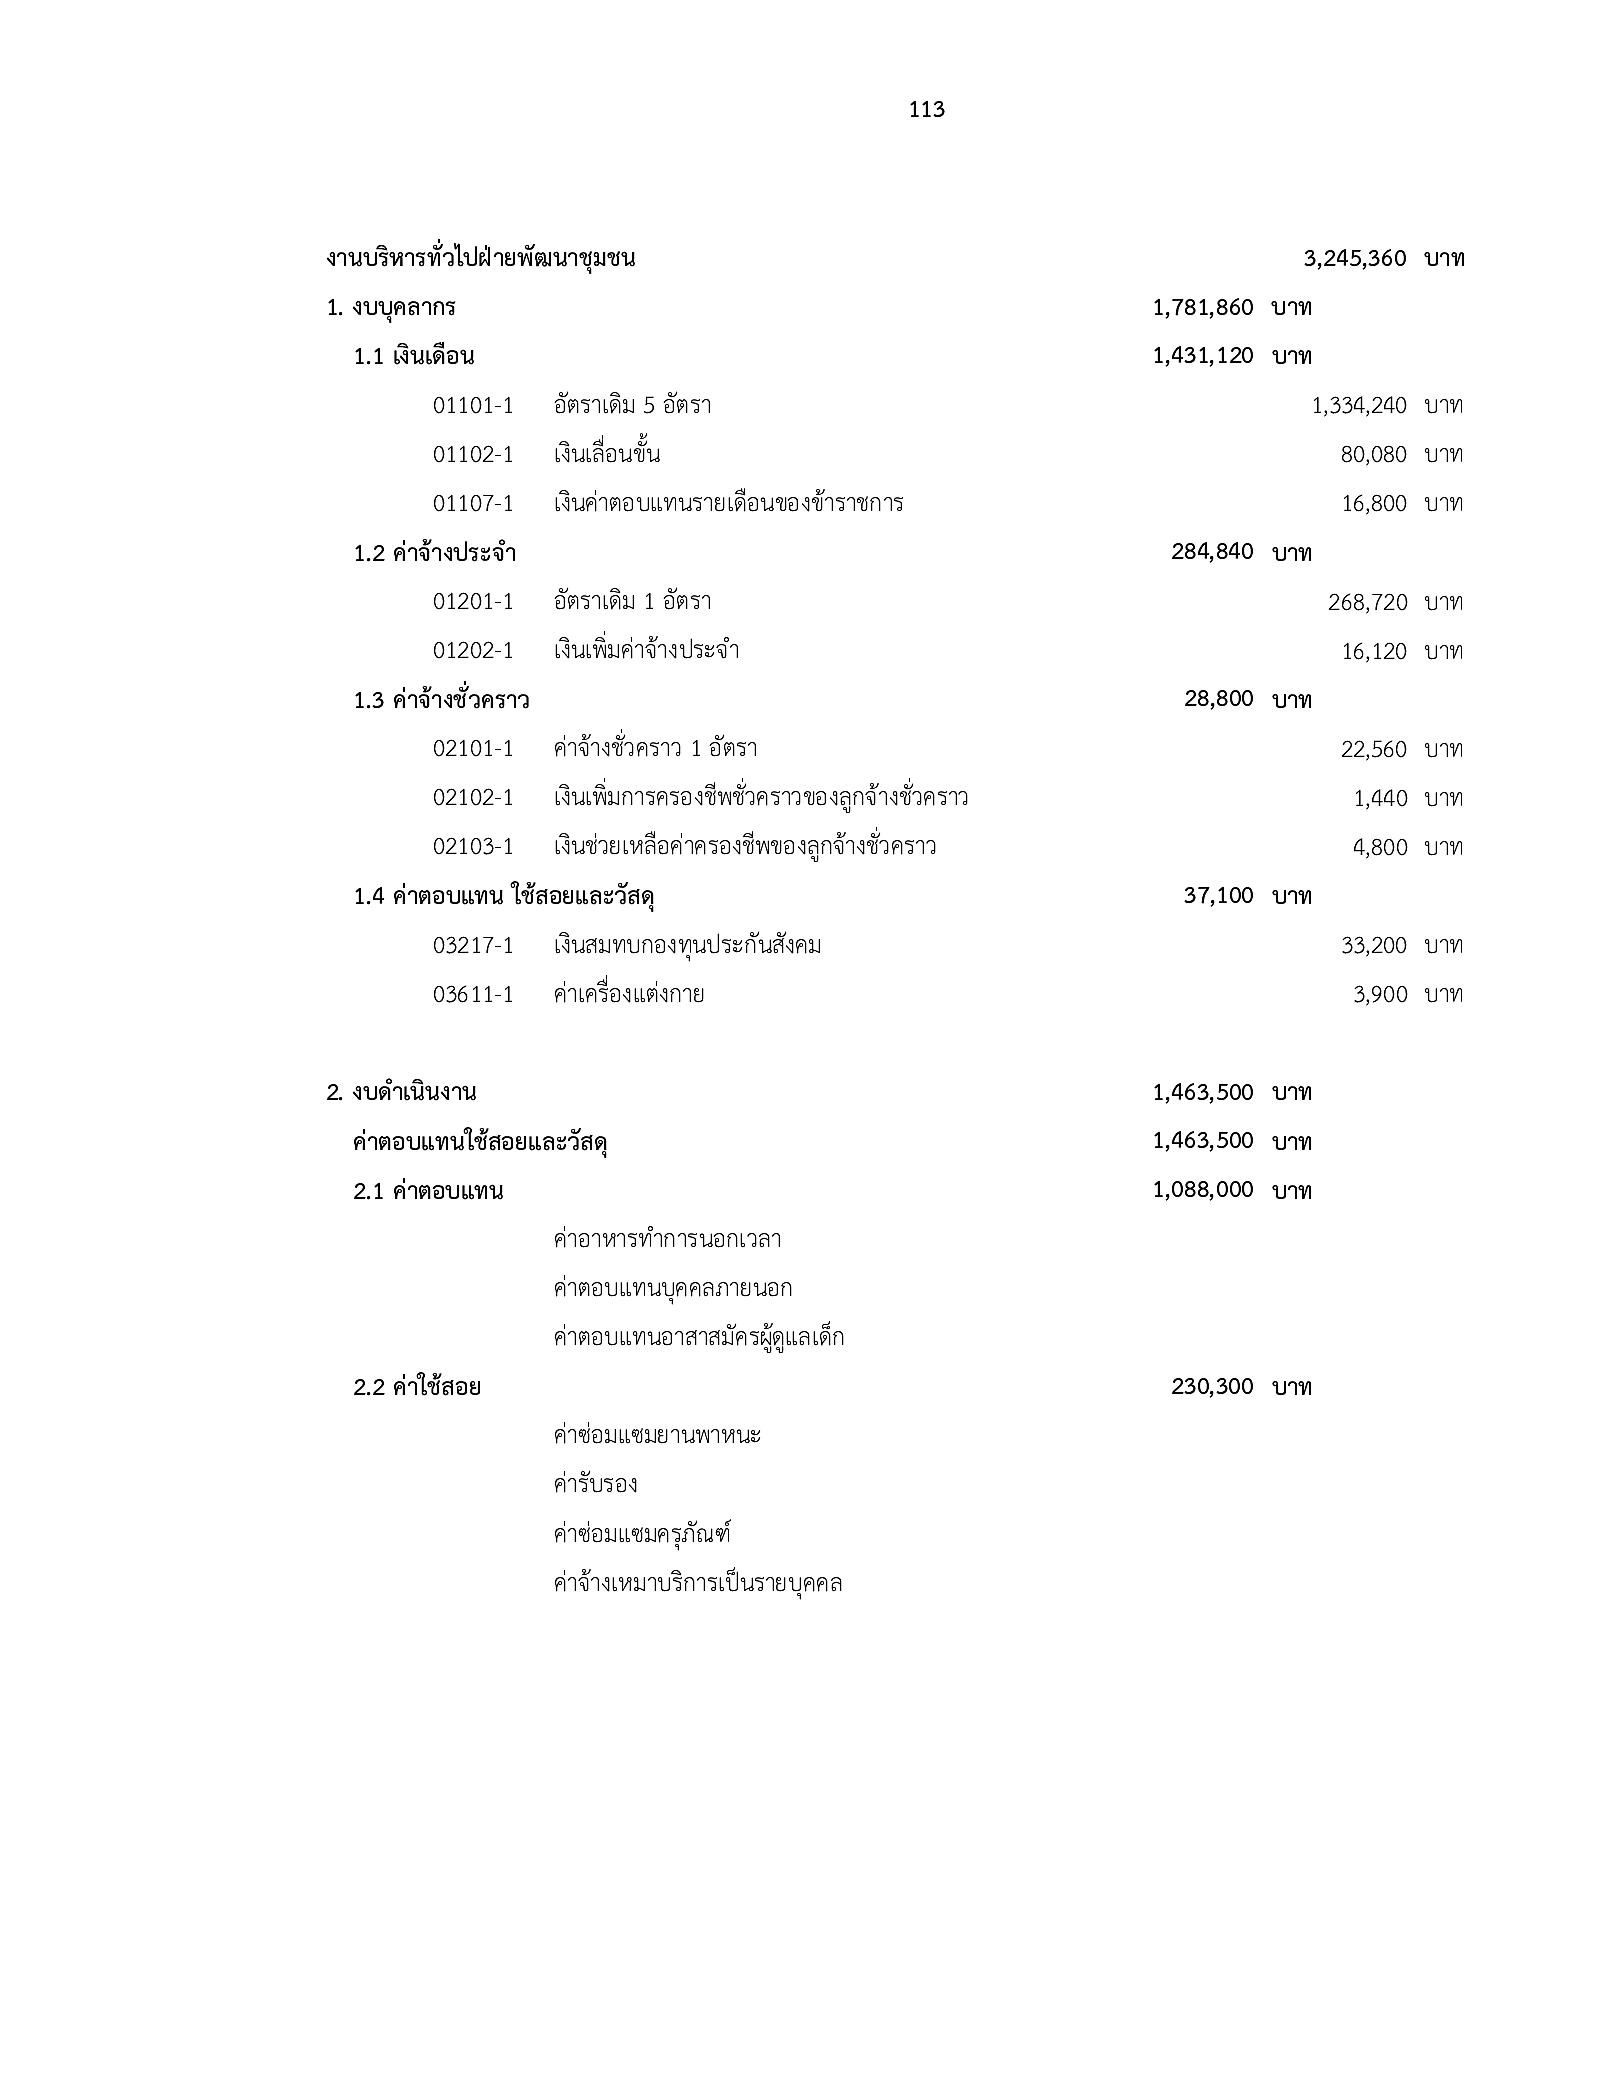 113
งานบริหารทั่วไปฝ่ายพัฒนาชุมชน 3,245,360 บาท
1. งบบุคลากร 1,781,860 บาท
1.1 เงินเดือน 1,431,120 บาท
01101-1 อัตราเดิม 5 อัตรา 1,334,240 บาท
01102-1 เงินเลื่อนขั้น 80,080 บาท
01107-1 เงินค่าตอบแทนรายเดือนของข้าราชการ 16,800 บาท
1.2 ค่าจ้างประจำ 284,840 บาท
01201-1 อัตราเดิม 1 อัตรา 268,720 บาท
01202-1 เงินเพิ่มค่าจ้างประจำ 16,120 บาท
1.3 ค่าจ้างชั่วคราว 28,800 บาท
02101-1 ค่าจ้างชั่วคราว 1 อัตรา 22,560 บาท
02102-1 เงินเพิ่มการครองชีพชั่วคราวของลูกจ้างชั่วคราว 1,440 บาท
02103-1 เงินช่วยเหลือค่าครองชีพของลูกจ้างชั่วคราว 4,800 บาท
1.4 ค่าตอบแทน ใช้สอยและวัสดุ 37,100 บาท
03217-1 เงินสมทบกองทุนประกันสังคม 33,200 บาท
03611-1 ค่าเครื่องแต่งกาย 3,900 บาท
2. งบดำเนินงาน 1,463,500 บาท
ค่าตอบแทนใช้สอยและวัสดุ 1,463,500 บาท
2.1 ค่าตอบแทน 1,088,000 บาท
ค่าอาหารทำการนอกเวลา
ค่าตอบแทนบุคคลภายนอก
ค่าตอบแทนอาสาสมัครผู้ดูแลเด็ก
2.2 ค่าใช้สอย 230,300 บาท
ค่าซ่อมแซมยานพาหนะ
ค่ารับรอง
ค่าซ่อมแซมครุภัณฑ์
ค่าจ้างเหมาบริการเป็นรายบุคคล